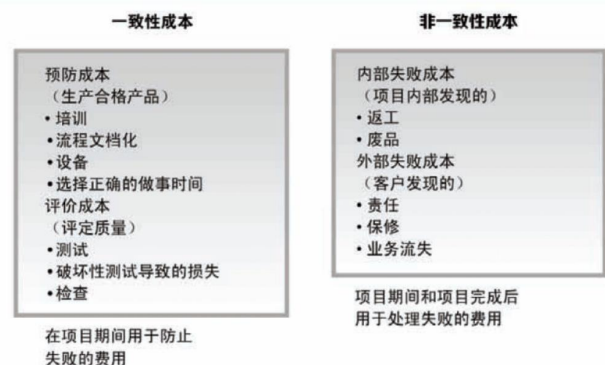 一致性成本
预防成本
（生产合格产品）
• 培训
•流程文档化
•设备
•选择正确的做事时间
评价成本
（评定质量）
•测试
•破坏性测试导致的损失
•检查
在项目期间用于防止
失败的费用
非一致性成本
内部失败成本
（项目内部发现的）
• 返工
• 废品
外部失败成本
（客户发现的）
• 责任
• 保修
• 业务流失
项目期间和项目完成后
用于处理失败的费用